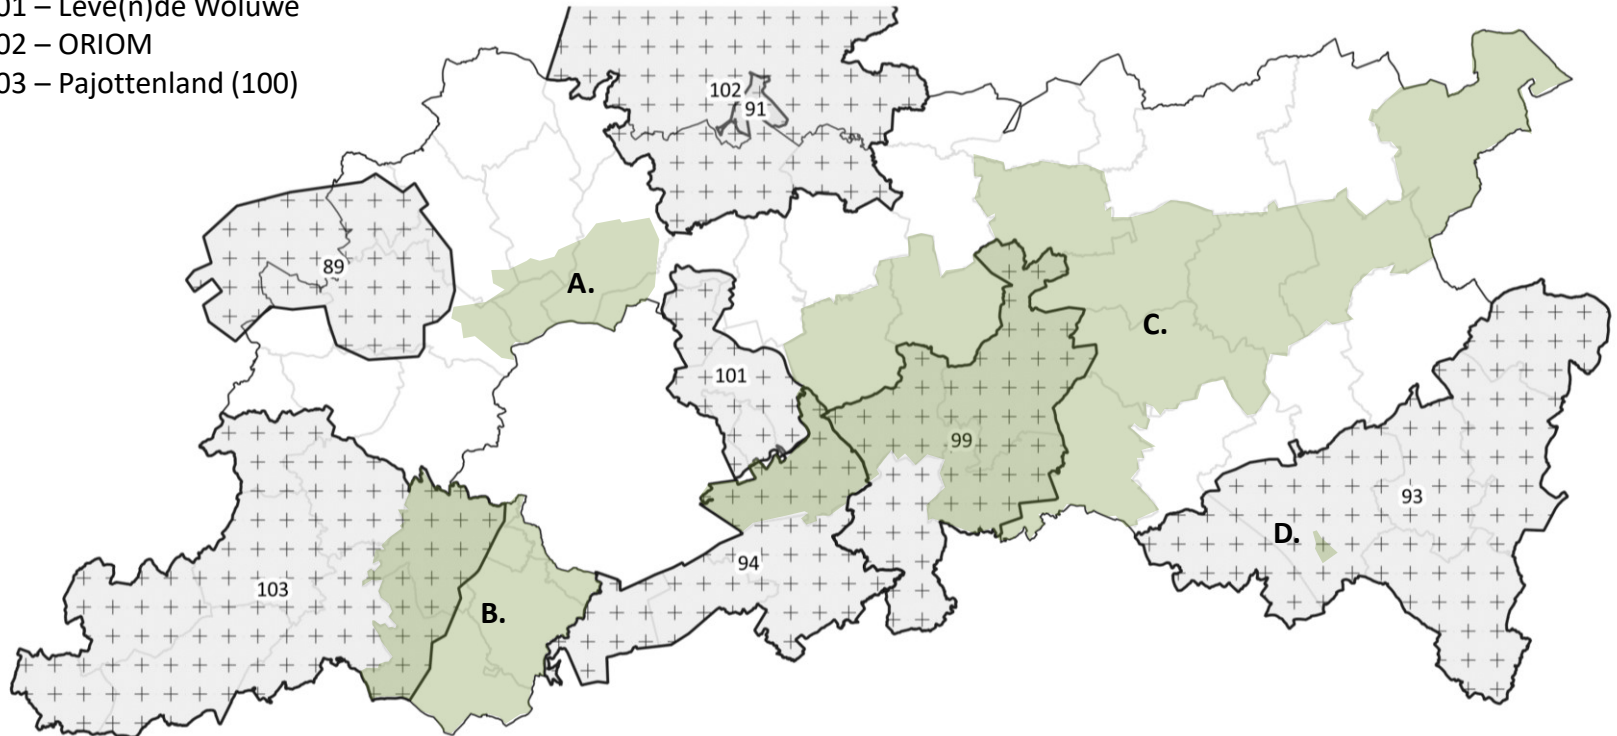 01 – Leve(n)de Woluwe
02 – ORIOM
03 – Pajottenland (100)
102
91
89
A.
C.
101
99
93
D.
94
103
B.